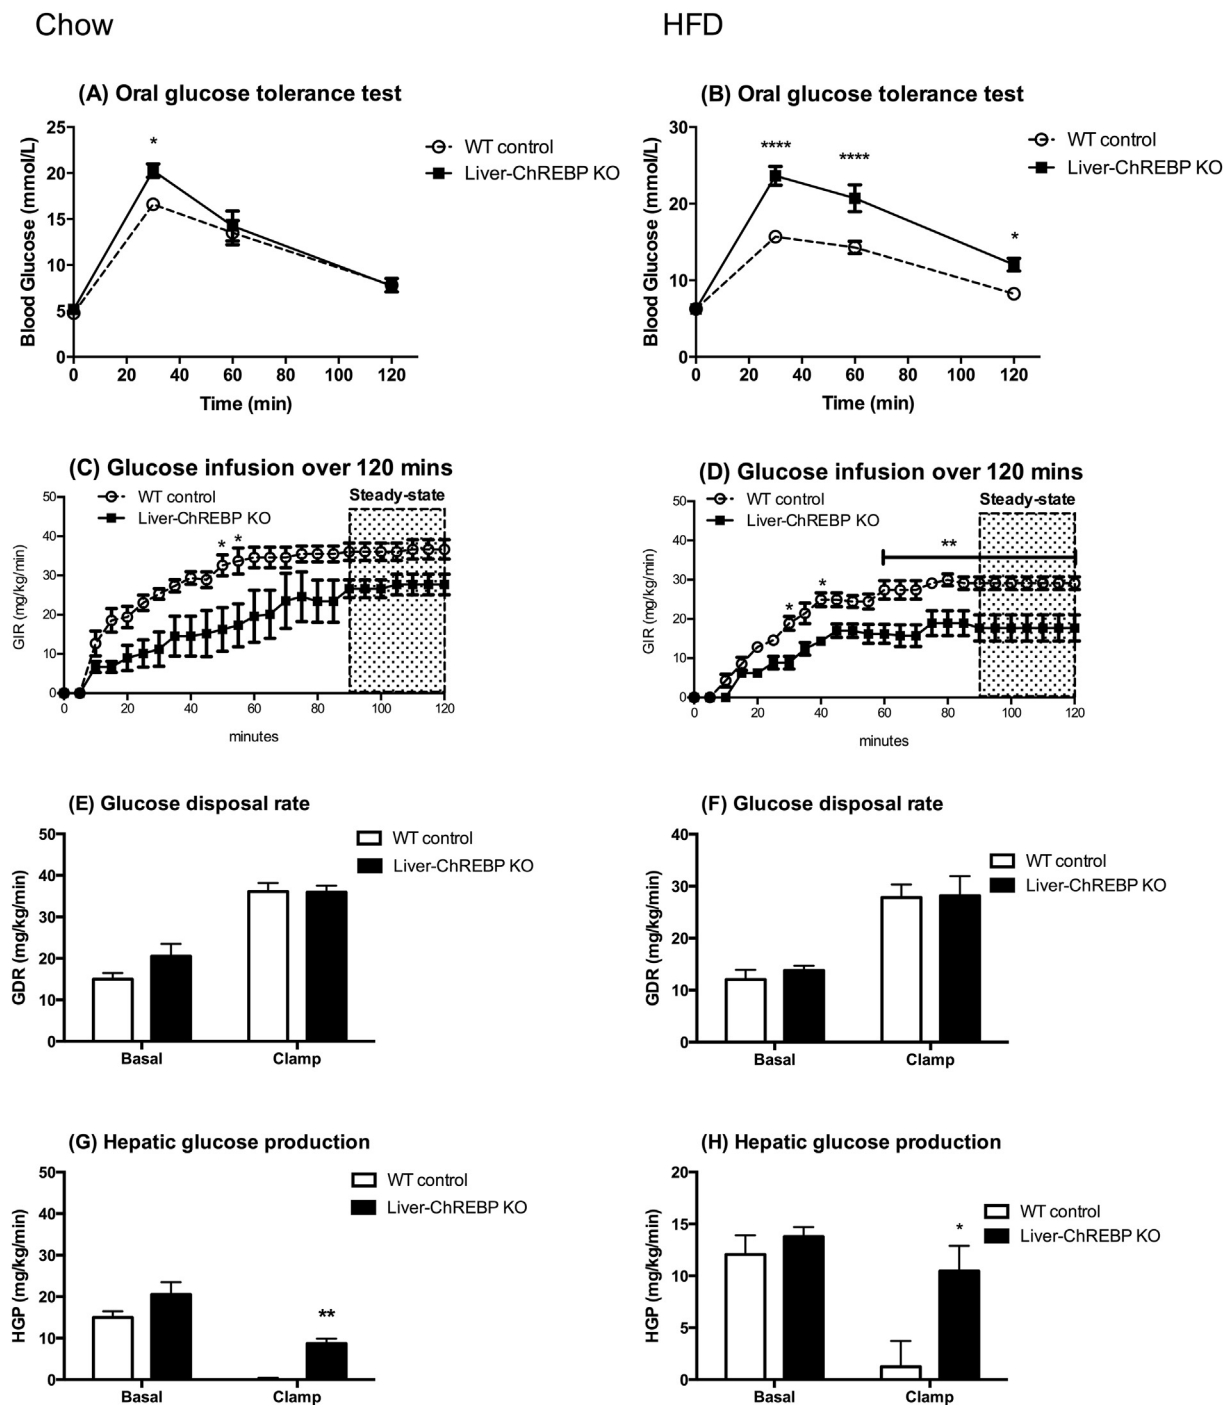 Chow
HFD
(A) Oral glucose tolerance test
25
20
15
10
5
0
Blood Glucose (mmol/L)
*
WT control
Liver-ChREBP KO
0 20 40 60 80 100 120
Time (min)
(B) Oral glucose tolerance test
30
20
10
0
Blood Glucose (mmol/L)
**** **** *
WT control
Liver-ChREBP KO
0 20 40 60 80 100 120
Time (min)
(C) Glucose infusion over 120 mins
WT control
Liver-ChREBP KO
Steady-state
50
40
30
20
10
0
GIR (mg/kg/min)
* *
0 20 40 60 80 100 120
minutes
(D) Glucose infusion over 120 mins
WT control
Liver-ChREBP KO
Steady-state
50
40
30
20
10
0
GIR (mg/kg/min)
* * **
0 20 40 60 80 100 120
minutes
(E) Glucose disposal rate
50
40
30
20
10
0
GDR (mg/kg/min)
WT control
Liver-ChREBP KO
Basal Clamp
(F) Glucose disposal rate
40
30
20
10
0
GDR (mg/kg/min)
WT control
Liver-ChREBP KO
Basal Clamp
(G) Hepatic glucose production
50
40
30
20
10
0
HGP (mg/kg/min)
WT control
Liver-ChREBP KO
**
Basal Clamp
(H) Hepatic glucose production
20
15
10
5
0
HGP (mg/kg/min)
WT control
Liver-ChREBP KO
*
Basal Clamp